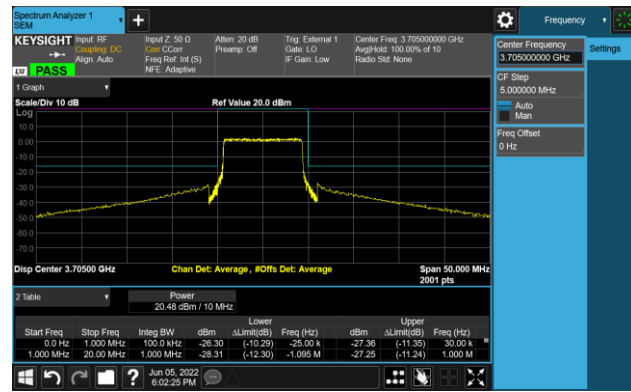 Spectrum Analyzer 1
SEM
Frequency
KEYSIGHT
Input: RF
Coupling: DC
Align: Auto
Input Z: 50 Ω
Corr CCorr
Freq Ref: Int (S)
NFE: Adaptive
Atten: 20 dB
Preamp: Off
Trig: External 1
Gate: LO
IF Gain: Low
Center Freq: 3.705000000 GHz
Avg|Hold: 100.00% of 10
Radio Std: None
LXI PASS
Center Frequency
3.705000000 GHz
Settings
CF Step
5.000000 MHz
Auto
Man
Freq Offset
0 Hz
1 Graph
Scale/Div 10 dB
Ref Value 20.0 dBm
Log
10.0
0.00
-10.0
-20.0
-30.0
-40.0
-50.0
-60.0
-70.0
Disp Center 3.70500 GHz
Chan Det: Average , #Offs Det: Average
Span 50.000 MHz
2001 pts
2 Table
Power
20.48 dBm / 10 MHz
Lower Upper
Start Freq Stop Freq Integ BW dBm ΔLimit(dB) Freq (Hz) dBm ΔLimit(dB) Freq (Hz)
0.0 Hz 1.000 MHz 100.0 kHz -26.30 (-10.29) -25.00 k -27.36 (-11.35) 30.00 k
1.000 MHz 20.00 MHz 1.000 MHz -28.31 (-12.30) -1.095 M -27.25 (-11.24) 1.000 M
?
Jun 05, 2022
6:02:25 PM